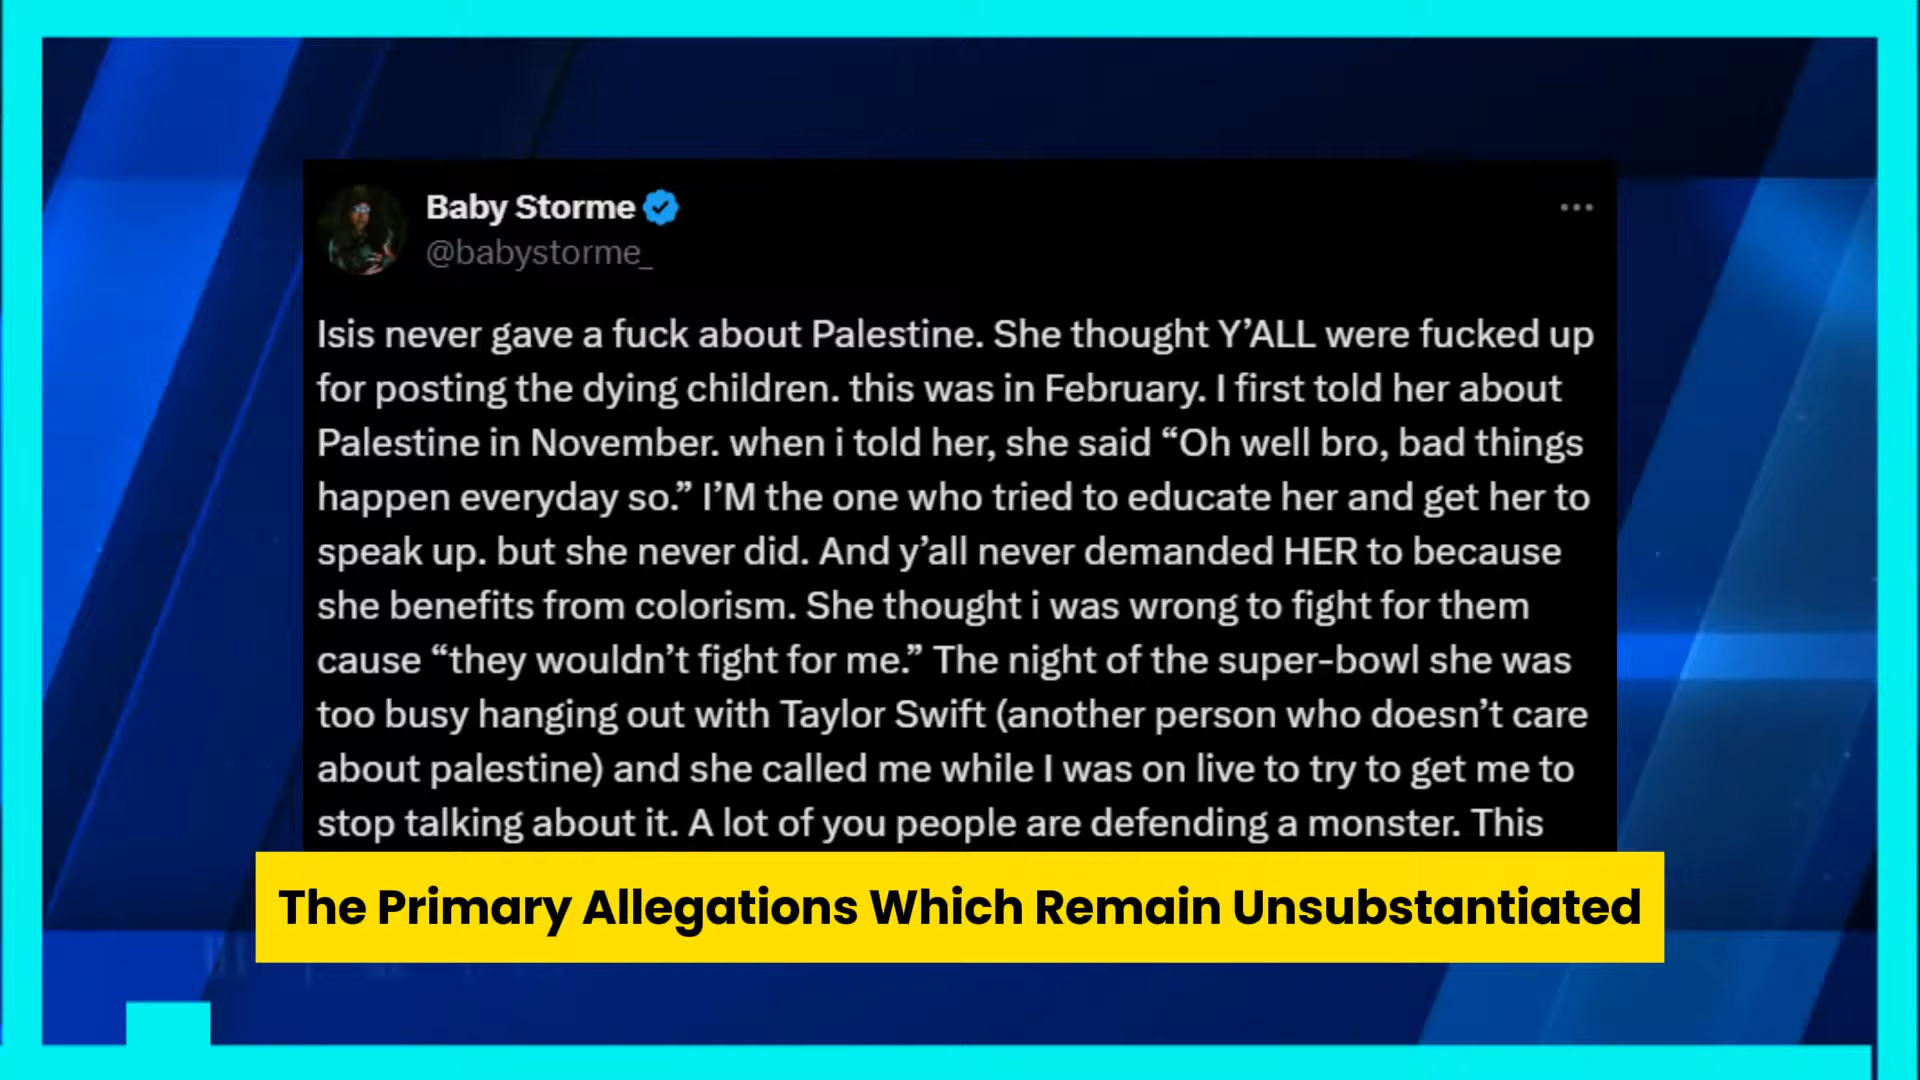 Baby Storme
@babystorme_
Isis never gave a fuck about Palestine. She thought Y’ALL were fucked up
for posting the dying children. this was in February. I first told her about
Palestine in November. when i told her, she said “Oh well bro, bad things
happen everyday so.” I’M the one who tried to educate her and get her to
speak up. but she never did. And y’all never demanded HER to because
she benefits from colorism. She thought i was wrong to fight for them
cause “they wouldn’t fight for me.” The night of the super-bowl she was
too busy hanging out with Taylor Swift (another person who doesn’t care
about palestine) and she called me while I was on live to try to get me to
stop talking about it. A lot of you people are defending a monster. This
The Primary Allegations Which Remain Unsubstantiated